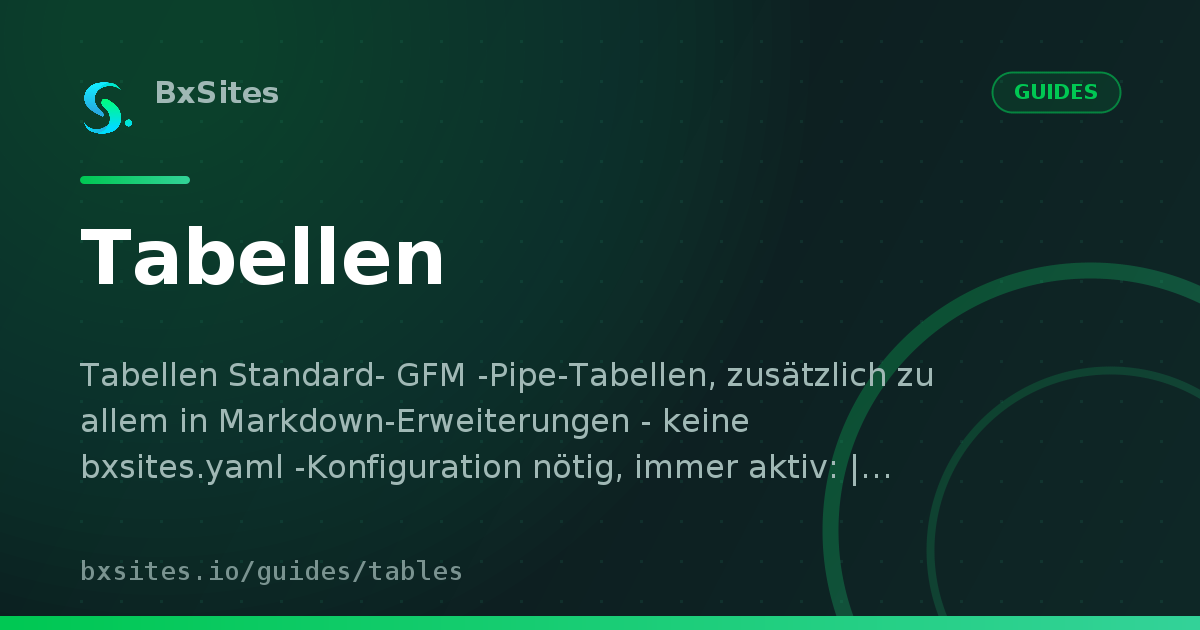 BxSites
GUIDES
Tabellen
Tabellen Standard- GFM -Pipe-Tabellen, zusätzlich zu
allem in Markdown-Erweiterungen - keine
bxsites.yaml -Konfiguration nötig, immer aktiv: |...
bxsites.io/guides/tables